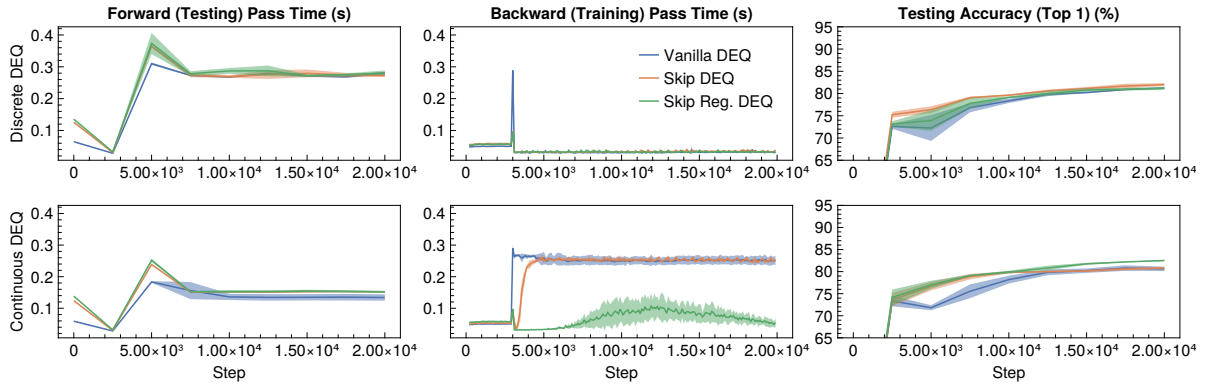 Forward (Testing) Pass Time (s)
Backward (Training) Pass Time (s)
Testing Accuracy (Top 1) (%)
Discrete DEQ
0.4
0.3
0.2
0.1
0 5.00×10³ 1.00×10⁴ 1.50×10⁴ 2.00×10⁴
0.4
0.3
0.2
0.1
Vanilla DEQ
Skip DEQ
Skip Reg. DEQ
0 5.00×10³ 1.00×10⁴ 1.50×10⁴ 2.00×10⁴
95
90
85
80
75
70
65
0 5.00×10³ 1.00×10⁴ 1.50×10⁴ 2.00×10⁴
Continuous DEQ
0.4
0.3
0.2
0.1
0 5.00×10³ 1.00×10⁴ 1.50×10⁴ 2.00×10⁴
Step
0.4
0.3
0.2
0.1
0 5.00×10³ 1.00×10⁴ 1.50×10⁴ 2.00×10⁴
Step
95
90
85
80
75
70
65
0 5.00×10³ 1.00×10⁴ 1.50×10⁴ 2.00×10⁴
Step